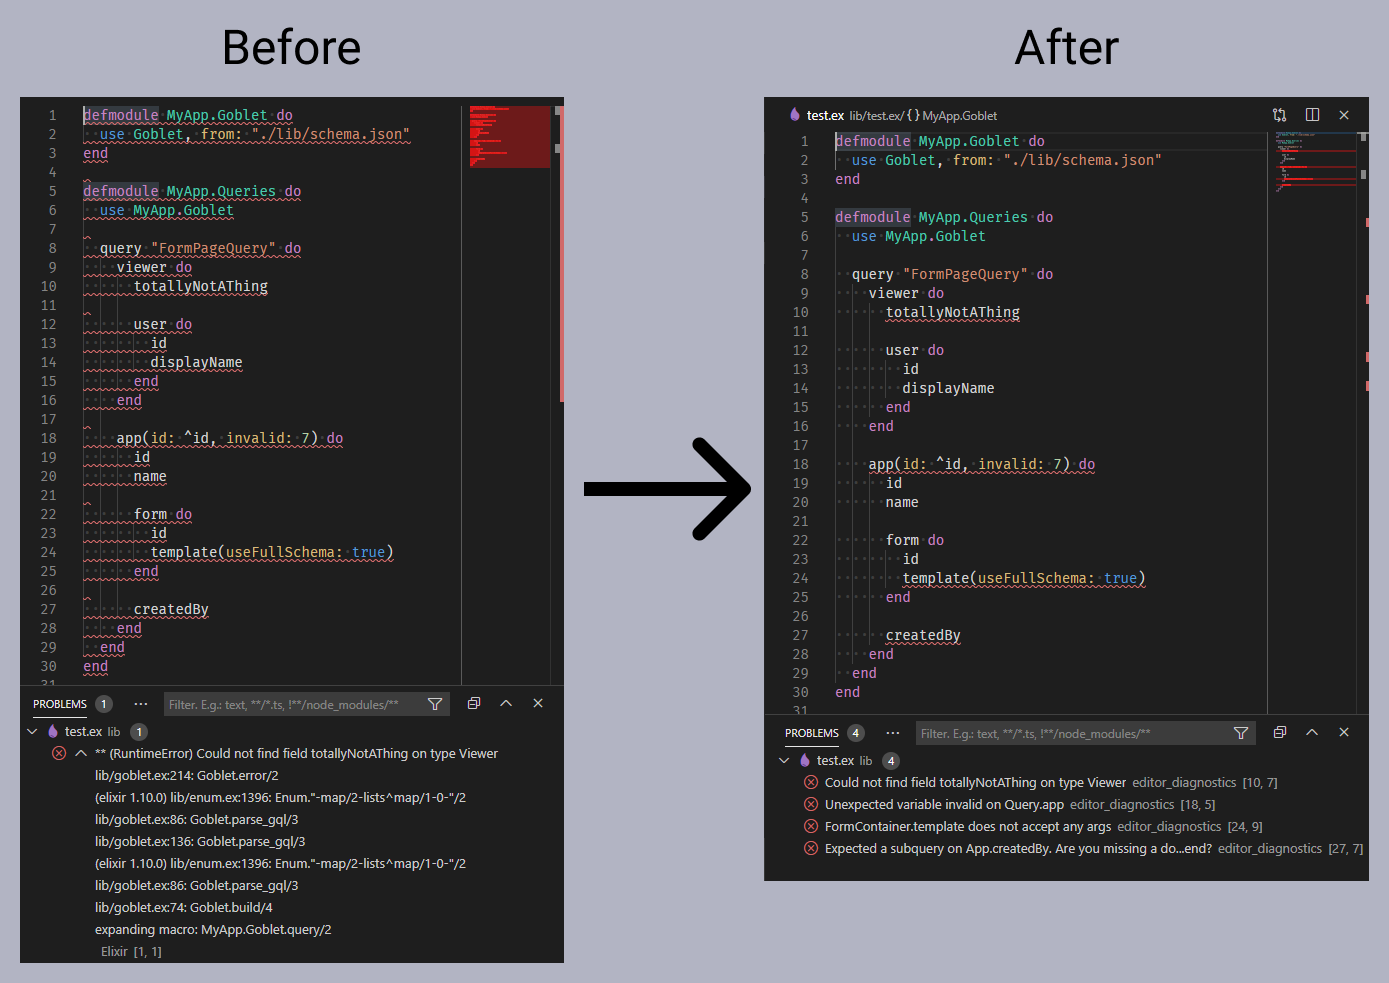 Before
1 defmodule MyApp.Goblet do
2 use Goblet, from: "./lib/schema.json"
3 end
4
5 defmodule MyApp.Queries do
6 use MyApp.Goblet
7
8 query "FormPageQuery" do
9 viewer do
10 totallyNotAThing
11
12 user do
13 id
14 displayName
15 end
16 end
17
18 app(id: ^id, invalid: 7) do
19 id
20 name
21
22 form do
23 id
24 template(useFullSchema: true)
25 end
26
27 createdBy
28 end
29 end
30 end
31
PROBLEMS 1 ··· Filter. E.g.: text, **/*.ts, !**/node_modules/**
test.ex lib 1
** (RuntimeError) Could not find field totallyNotAThing on type Viewer
lib/goblet.ex:214: Goblet.error/2
(elixir 1.10.0) lib/enum.ex:1396: Enum."-map/2-lists^map/1-0-"/2
lib/goblet.ex:86: Goblet.parse_gql/3
lib/goblet.ex:136: Goblet.parse_gql/3
(elixir 1.10.0) lib/enum.ex:1396: Enum."-map/2-lists^map/1-0-"/2
lib/goblet.ex:86: Goblet.parse_gql/3
lib/goblet.ex:74: Goblet.build/4
expanding macro: MyApp.Goblet.query/2
Elixir [1, 1]
After
test.ex lib/test.ex/{}MyApp.Goblet
1 defmodule MyApp.Goblet do
2 use Goblet, from: "./lib/schema.json"
3 end
4
5 defmodule MyApp.Queries do
6 use MyApp.Goblet
7
8 query "FormPageQuery" do
9 viewer do
10 totallyNotAThing
11
12 user do
13 id
14 displayName
15 end
16 end
17
18 app(id: ^id, invalid: 7) do
19 id
20 name
21
22 form do
23 id
24 template(useFullSchema: true)
25 end
26
27 createdBy
28 end
29 end
30 end
31
PROBLEMS 4 ··· Filter. E.g.: text, **/*.ts, !**/node_modules/**
test.ex lib 4
Could not find field totallyNotAThing on type Viewer editor_diagnostics [10, 7]
Unexpected variable invalid on Query.app editor_diagnostics [18, 5]
FormContainer.template does not accept any args editor_diagnostics [24, 9]
Expected a subquery on App.createdBy. Are you missing a do...end? editor_diagnostics [27, 7]